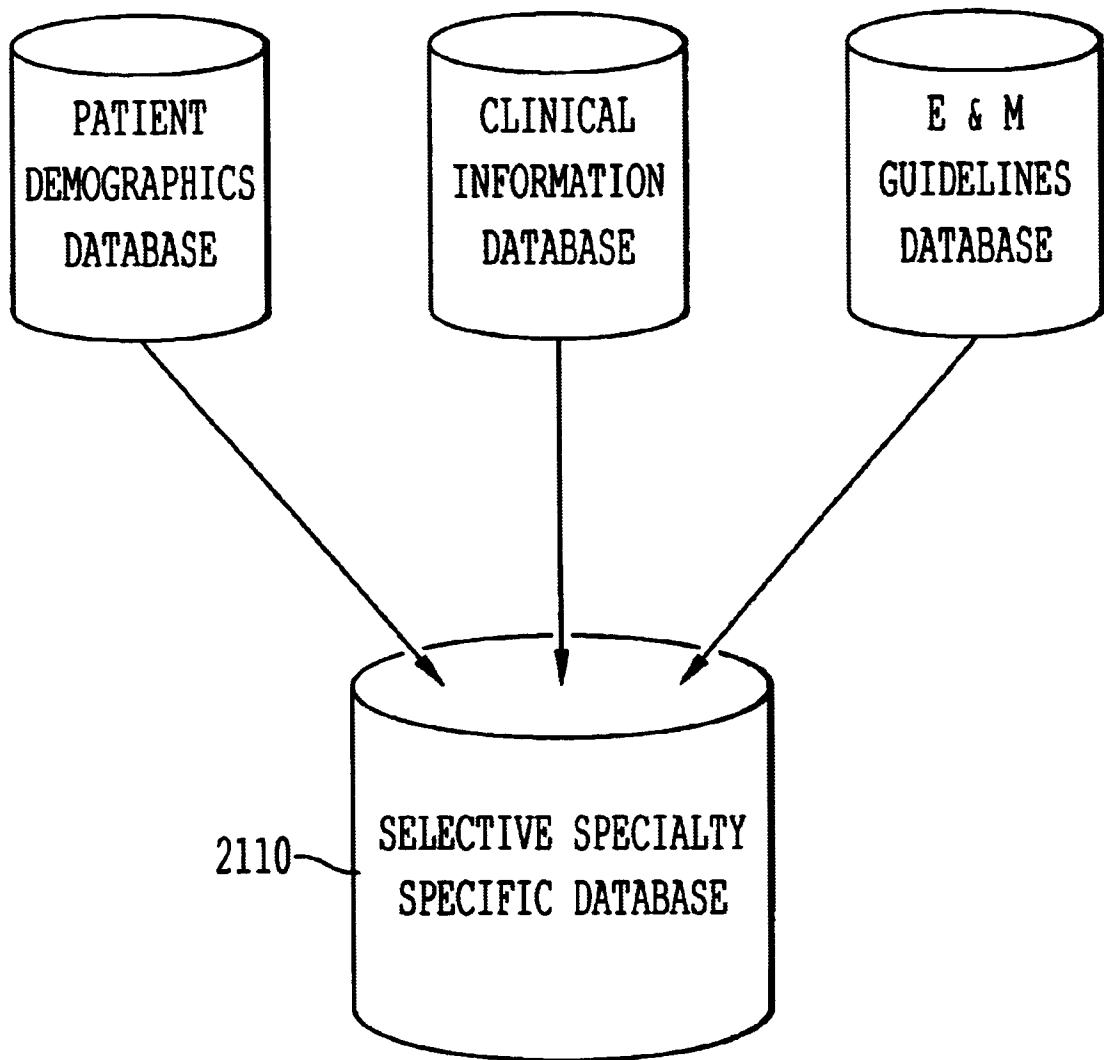 PATIENT
DEMOGRAPHICS
DATABASE
CLINICAL
INFORMATION
DATABASE
E & M
GUIDELINES
DATABASE
2110
SELECTIVE SPECIALTY
SPECIFIC DATABASE